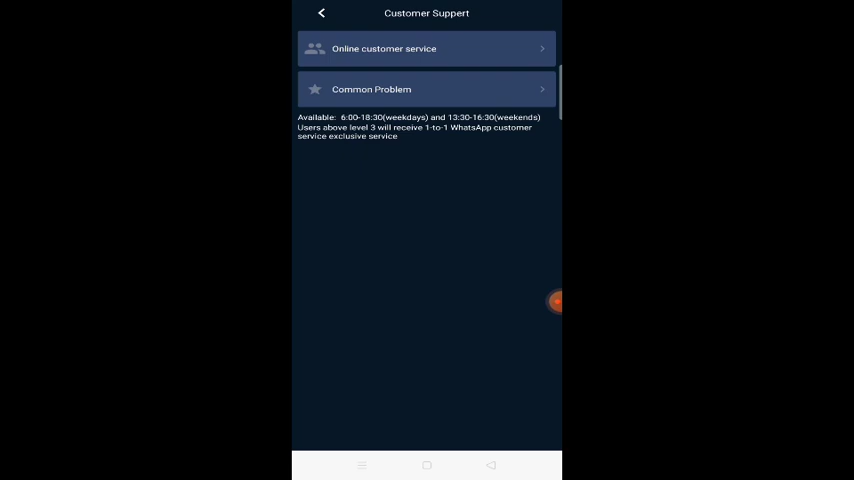 Customer Support
Online customer service
Common Problem
Available: 6:00-18:30(weekdays) and 13:30-16:30(weekends)
Users above level 3 will receive 1-to-1 WhatsApp customer
service exclusive service